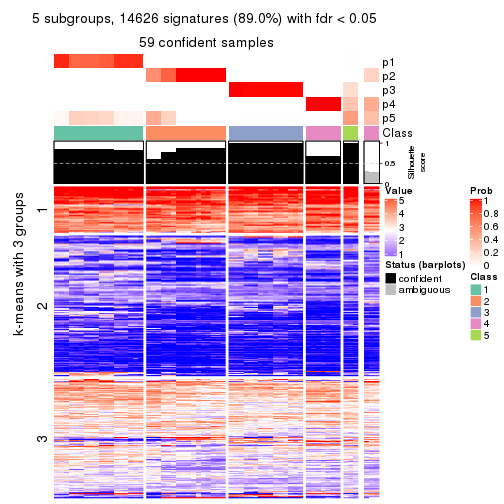 5 subgroups, 14626 signatures (89.0%) with fdr < 0.05
59 confident samples
p1
p2
p3
p4
p5
Class
1
0.5
0
Silhouette
score
k-means with 3 groups
1
2
3
Value
5
4
3
2
1
Status (barplots)
confident
ambiguous
Prob
1
0.8
0.6
0.4
0.2
0
Class
1
2
3
4
5